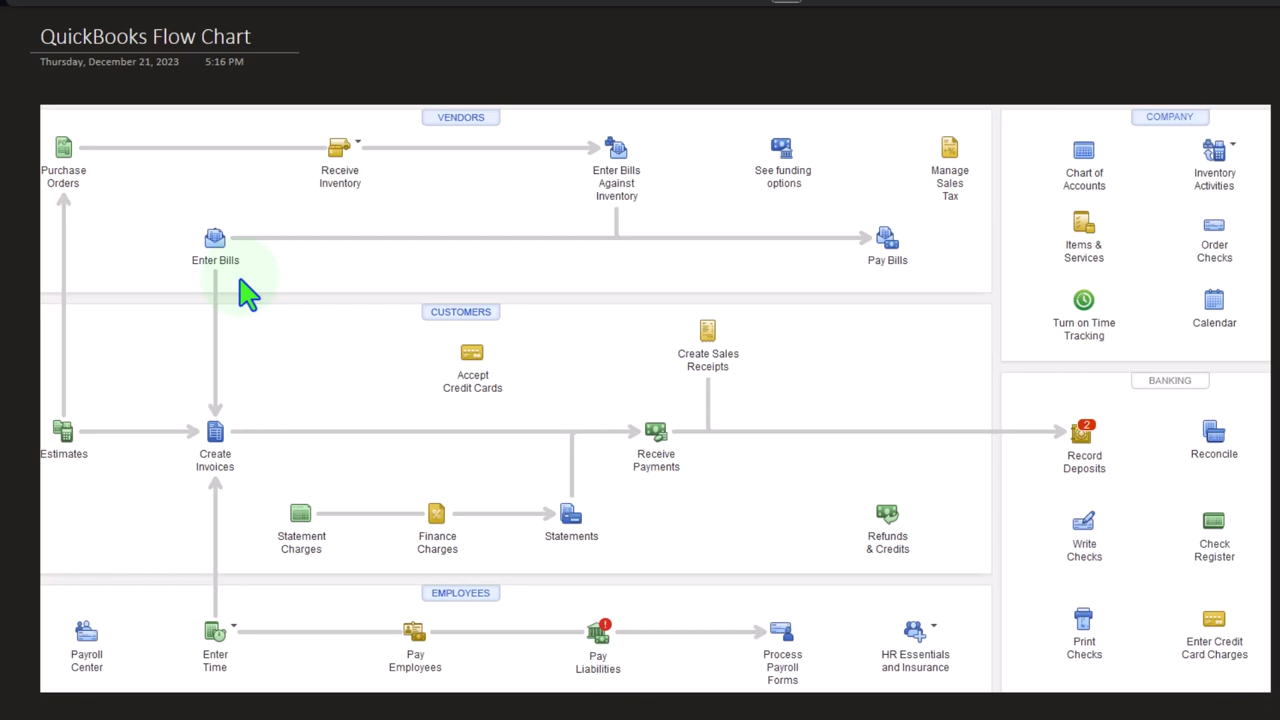 QuickBooks Flow Chart
Thursday, December 21, 2023 5:16 PM
VENDORS
Purchase
Orders
Receive
Inventory
Enter Bills
Against
Inventory
See funding
options
Manage
Sales
Tax
Enter Bills
Pay Bills
CUSTOMERS
Accept
Credit Cards
Create Sales
Receipts
Estimates
Create
Invoices
Receive
Payments
Statement
Charges
Finance
Charges
Statements
Refunds
& Credits
EMPLOYEES
Payroll
Center
Enter
Time
Pay
Employees
Pay
Liabilities
Process
Payroll
Forms
HR Essentials
and Insurance
COMPANY
Chart of
Accounts
Inventory
Activities
Items &
Services
Order
Checks
Turn on Time
Tracking
Calendar
BANKING
2
Record
Deposits
Reconcile
Write
Checks
Check
Register
Print
Checks
Enter Credit
Card Charges